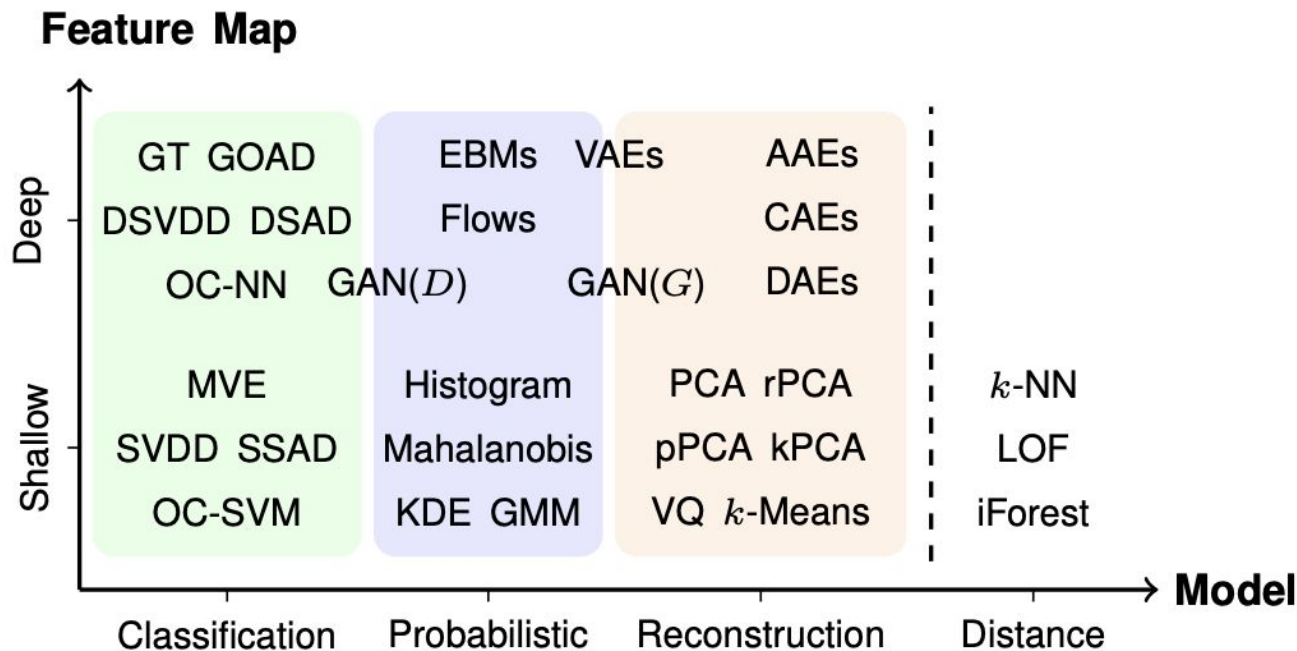 Feature Map
Deep
GT GOAD EBMs VAEs AAEs
DSVDD DSAD Flows CAEs
OC-NN GAN(D) GAN(G) DAEs
Shallow
MVE Histogram PCA rPCA k-NN
SVDD SSAD Mahalanobis pPCA kPCA LOF
OC-SVM KDE GMM VQ k-Means iForest
Model
Classification Probabilistic Reconstruction Distance